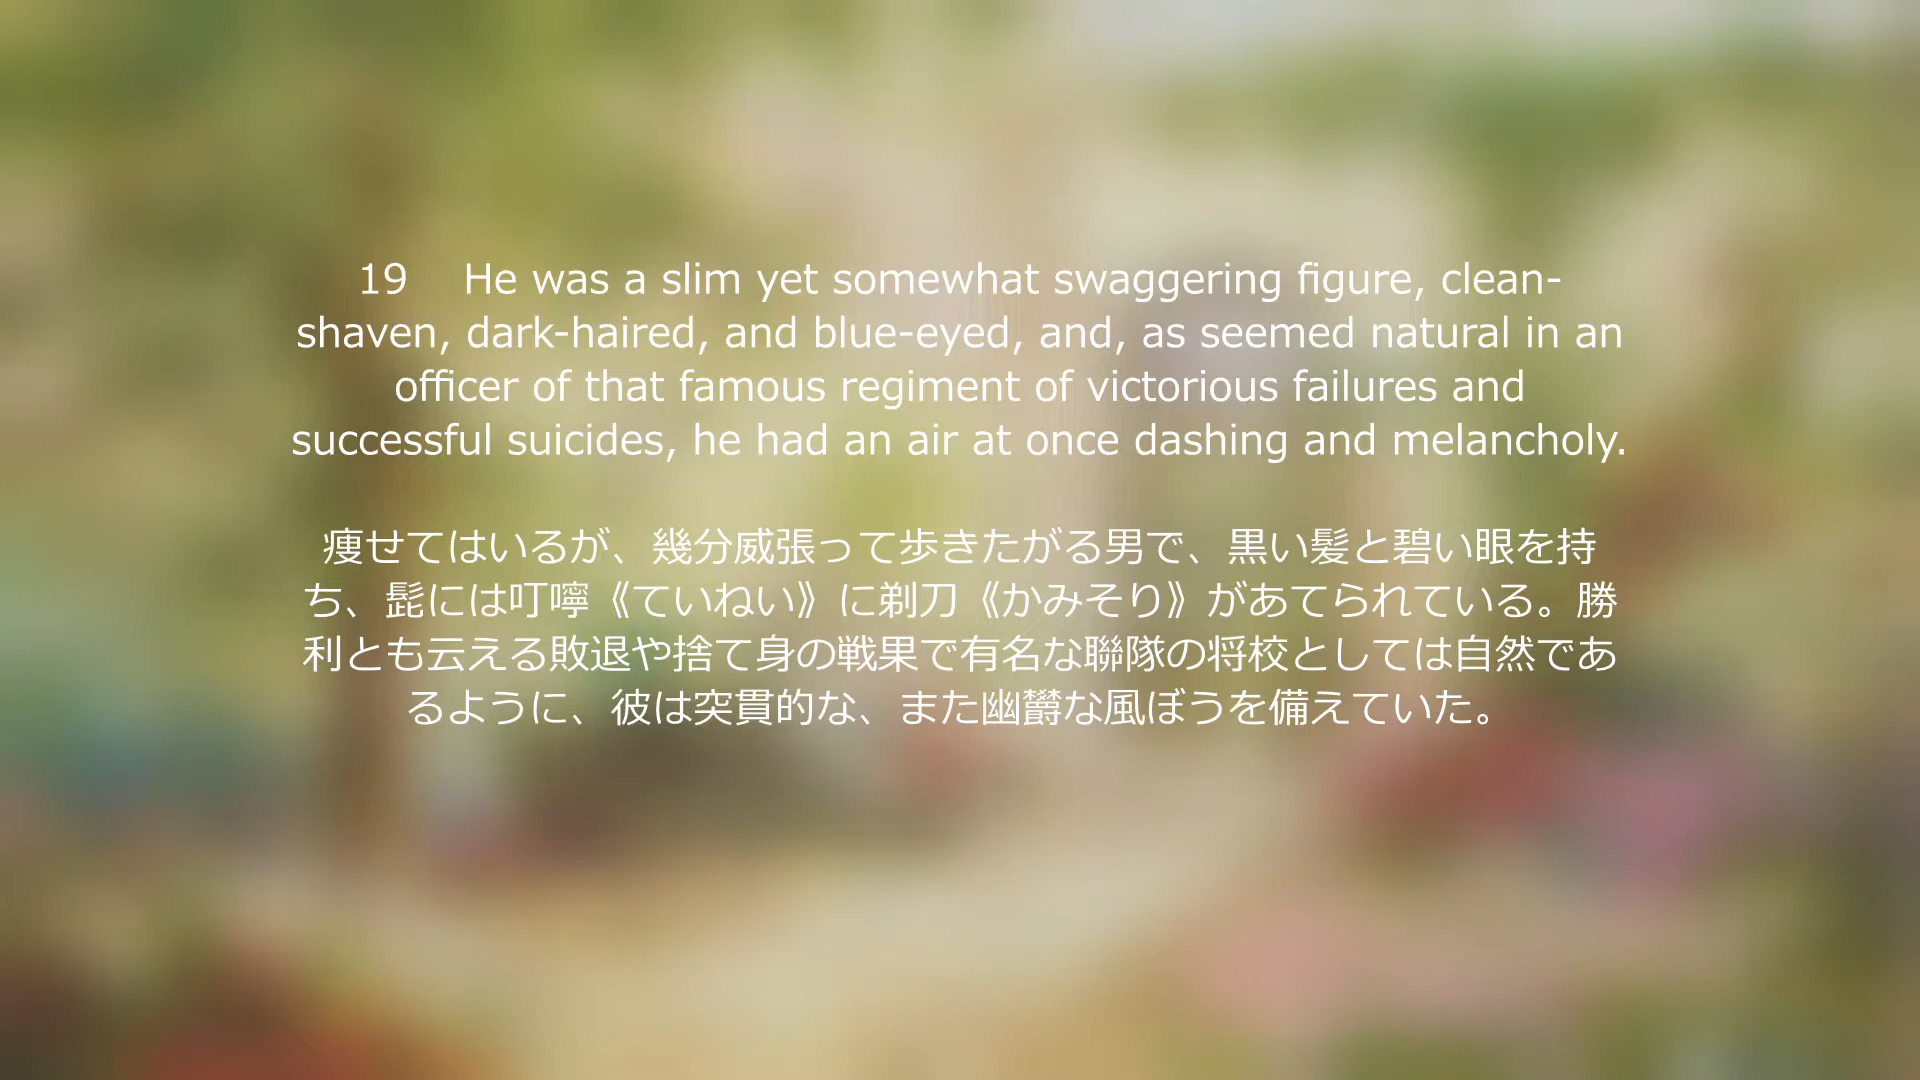 19 He was a slim yet somewhat swaggering figure, clean-
shaven, dark-haired, and blue-eyed, and, as seemed natural in an
officer of that famous regiment of victorious failures and
successful suicides, he had an air at once dashing and melancholy.
痩せてはいるが、幾分威張って歩きたがる男で、黒い髪と碧い眼を持
ち、髭には叮嚀《ていねい》に剃刀《かみそり》があてられている。勝
利とも云える敗退や捨て身の戦果で有名な聯隊の将校としては自然であ
るように、彼は突貫的な、また幽欝な風ぼうを備えていた。